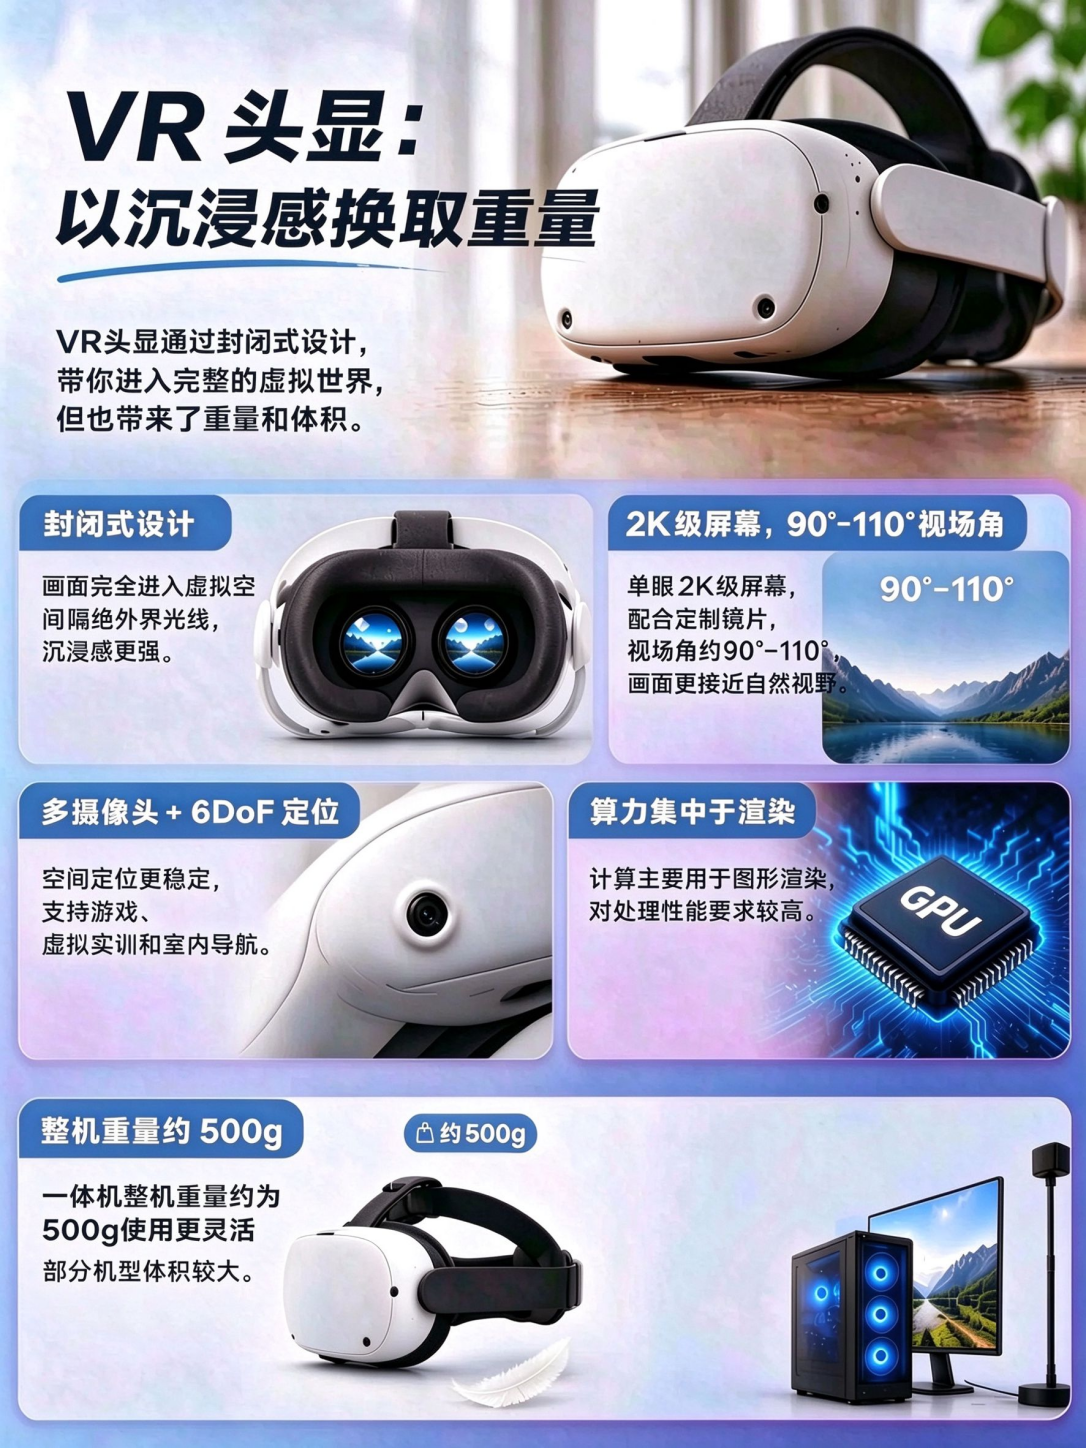 VR 头显：
以沉浸感换取重量
VR头显通过封闭式设计，
带你进入完整的虚拟世界，
但也带来了重量和体积。
封闭式设计
画面完全进入虚拟空
间隔绝外界光线，
沉浸感更强。
2K级屏幕，90°-110°视场角
单眼2K级屏幕，
配合定制镜片，
视场角约90°-110°，
画面更接近自然视野。
90°-110°
多摄像头 + 6DoF 定位
空间定位更稳定，
支持游戏、
虚拟实训和室内导航。
算力集中于渲染
计算主要用于图形渲染，
对处理性能要求较高。
GPU
整机重量约 500g
约500g
一体机整机重量约为
500g使用更灵活
部分机型体积较大。